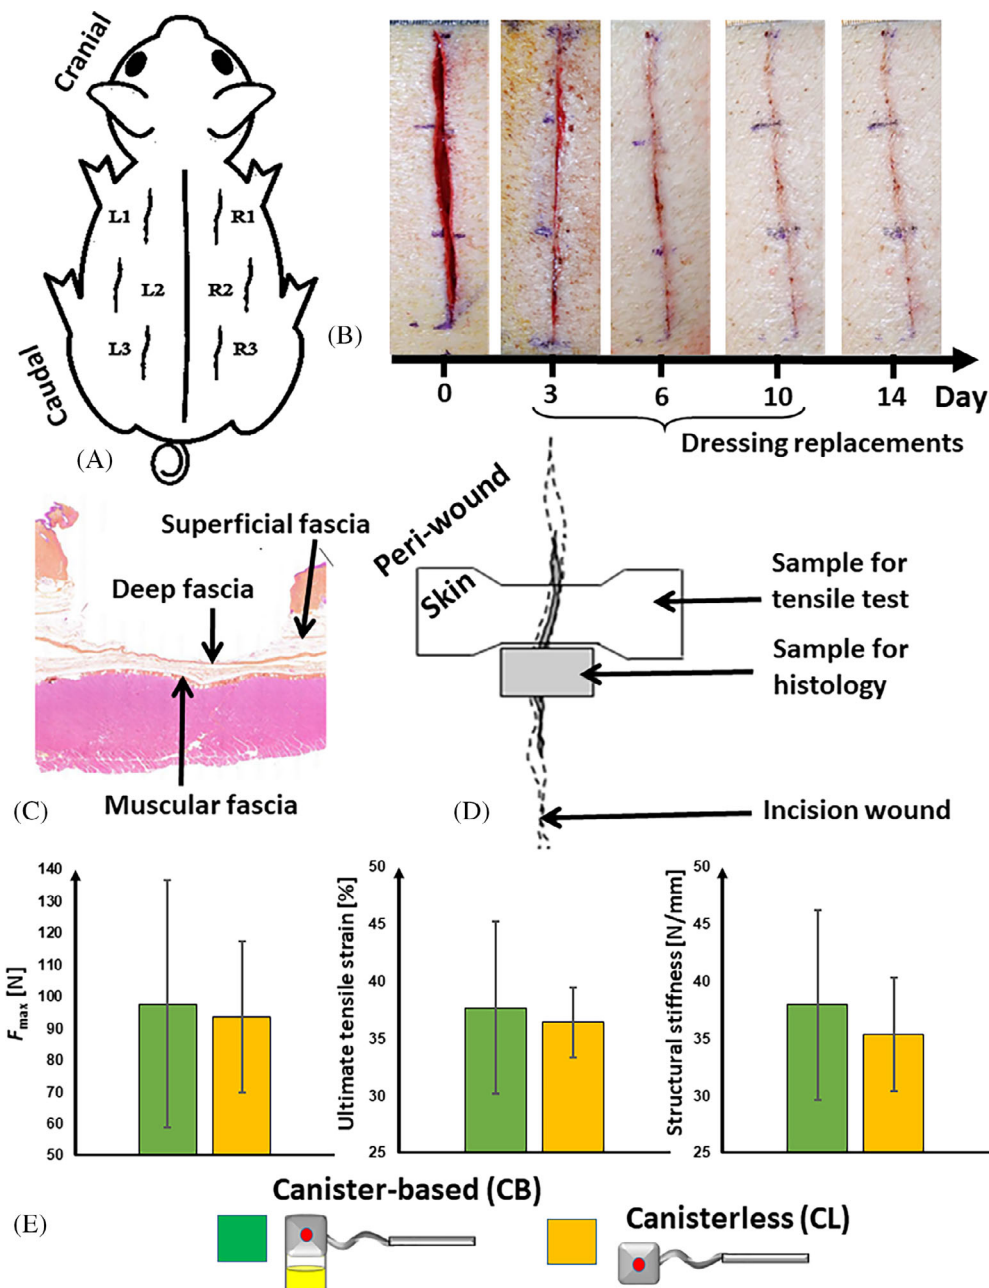 Cranial
L1
R1
L2
R2
L3
R3
Caudal
(A)
(B)
0
3
6
10
14
Day
Dressing replacements
Superficial fascia
Deep fascia
Muscular fascia
(C)
Peri-wound
Skin
Sample for
tensile test
Sample for
histology
Incision wound
(D)
Fmax [N]
140
130
120
110
100
90
80
70
60
50
Ultimate tensile strain [%]
50
45
40
35
30
25
Structural stiffness [N/mm]
50
45
40
35
30
25
(E)
Canister-based (CB)
Canisterless (CL)